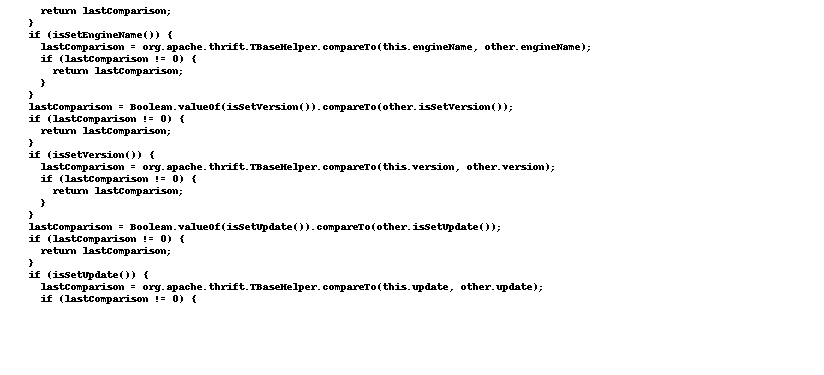 return lastComparison;
}
if (isSetEngineName()) {
lastComparison = org.apache.thrift.TBaseHelper.compareTo(this.engineName, other.engineName);
if (lastComparison != 0) {
return lastComparison;
}
}
lastComparison = Boolean.valueOf(isSetVersion()).compareTo(other.isSetVersion());
if (lastComparison != 0) {
return lastComparison;
}
if (isSetVersion()) {
lastComparison = org.apache.thrift.TBaseHelper.compareTo(this.version, other.version);
if (lastComparison != 0) {
return lastComparison;
}
}
lastComparison = Boolean.valueOf(isSetUpdate()).compareTo(other.isSetUpdate());
if (lastComparison != 0) {
return lastComparison;
}
if (isSetUpdate()) {
lastComparison = org.apache.thrift.TBaseHelper.compareTo(this.update, other.update);
if (lastComparison != 0) {